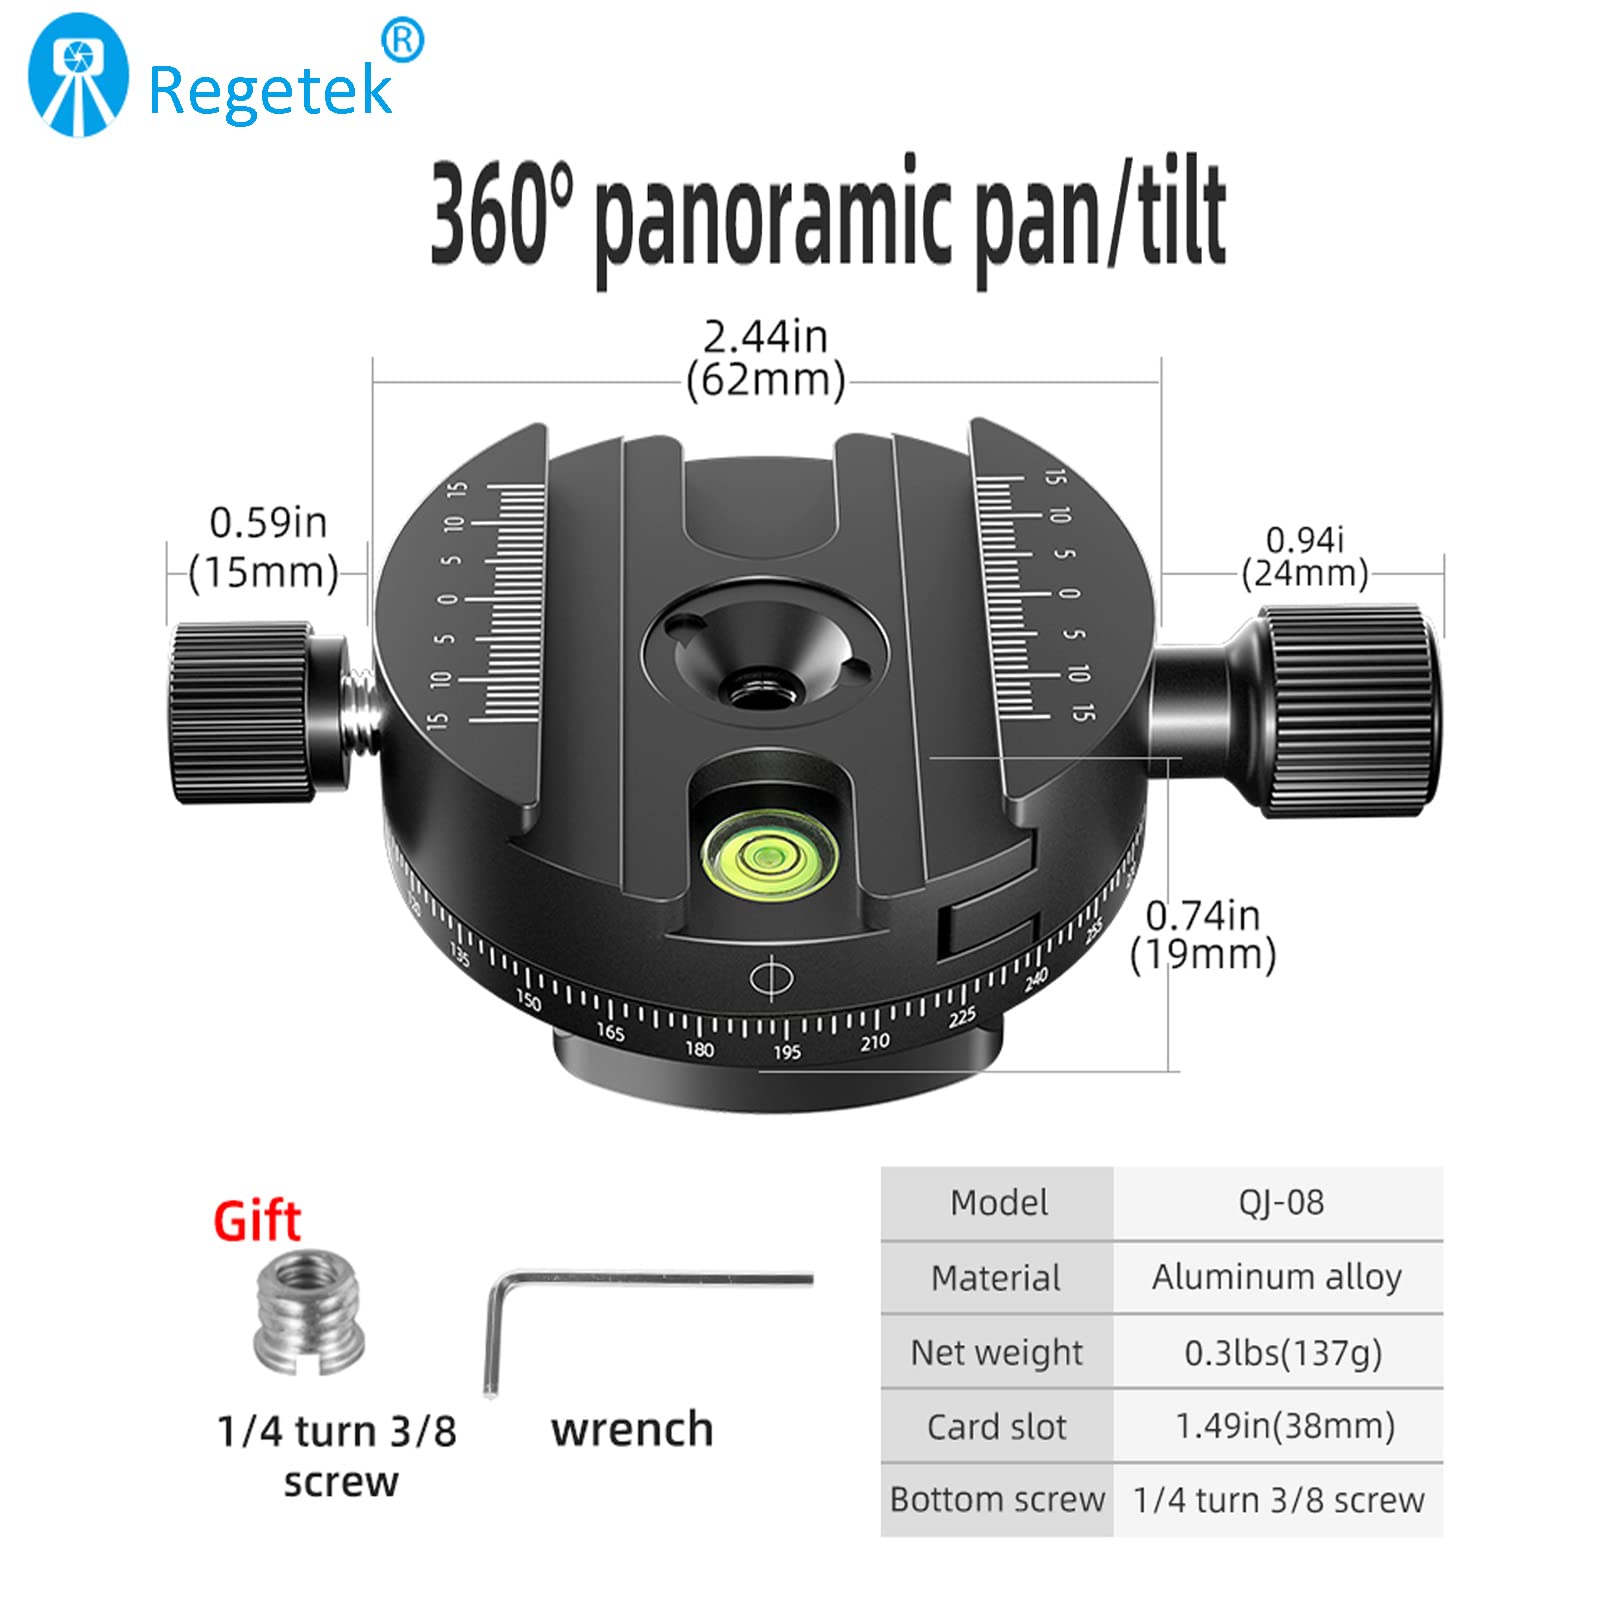 Regetek®
360° panoramic pan/tilt
2.44in
(62mm)
0.59in
(15mm)
0.94i
(24mm)
15
10
5
0
5
10
15
15
10
5
0
5
10
15
0.74in
(19mm)
120
135
150
165
180
195
210
225
240
255
Gift
1/4 turn 3/8
screw
wrench
Model QJ-08
Material Aluminum alloy
Net weight 0.3lbs(137g)
Card slot 1.49in(38mm)
Bottom screw 1/4 turn 3/8 screw